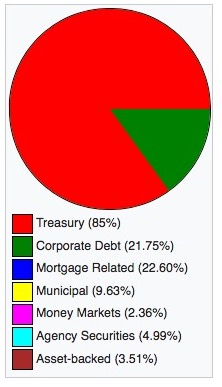 Treasury (85%)
Corporate Debt (21.75%)
Mortgage Related (22.60%)
Municipal (9.63%)
Money Markets (2.36%)
Agency Securities (4.99%)
Asset-backed (3.51%)